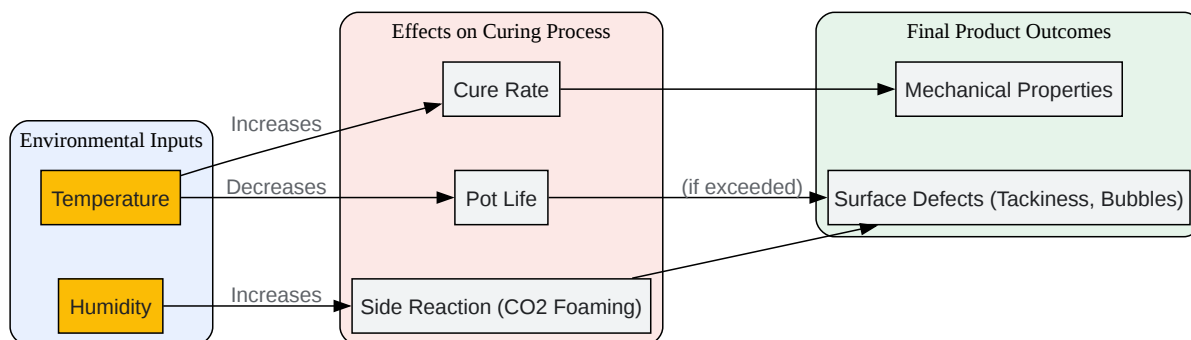 Environmental Inputs
Temperature
Humidity
Increases
Decreases
Increases
Effects on Curing Process
Cure Rate
Pot Life
Side Reaction (CO2 Foaming)
(if exceeded)
Final Product Outcomes
Mechanical Properties
Surface Defects (Tackiness, Bubbles)